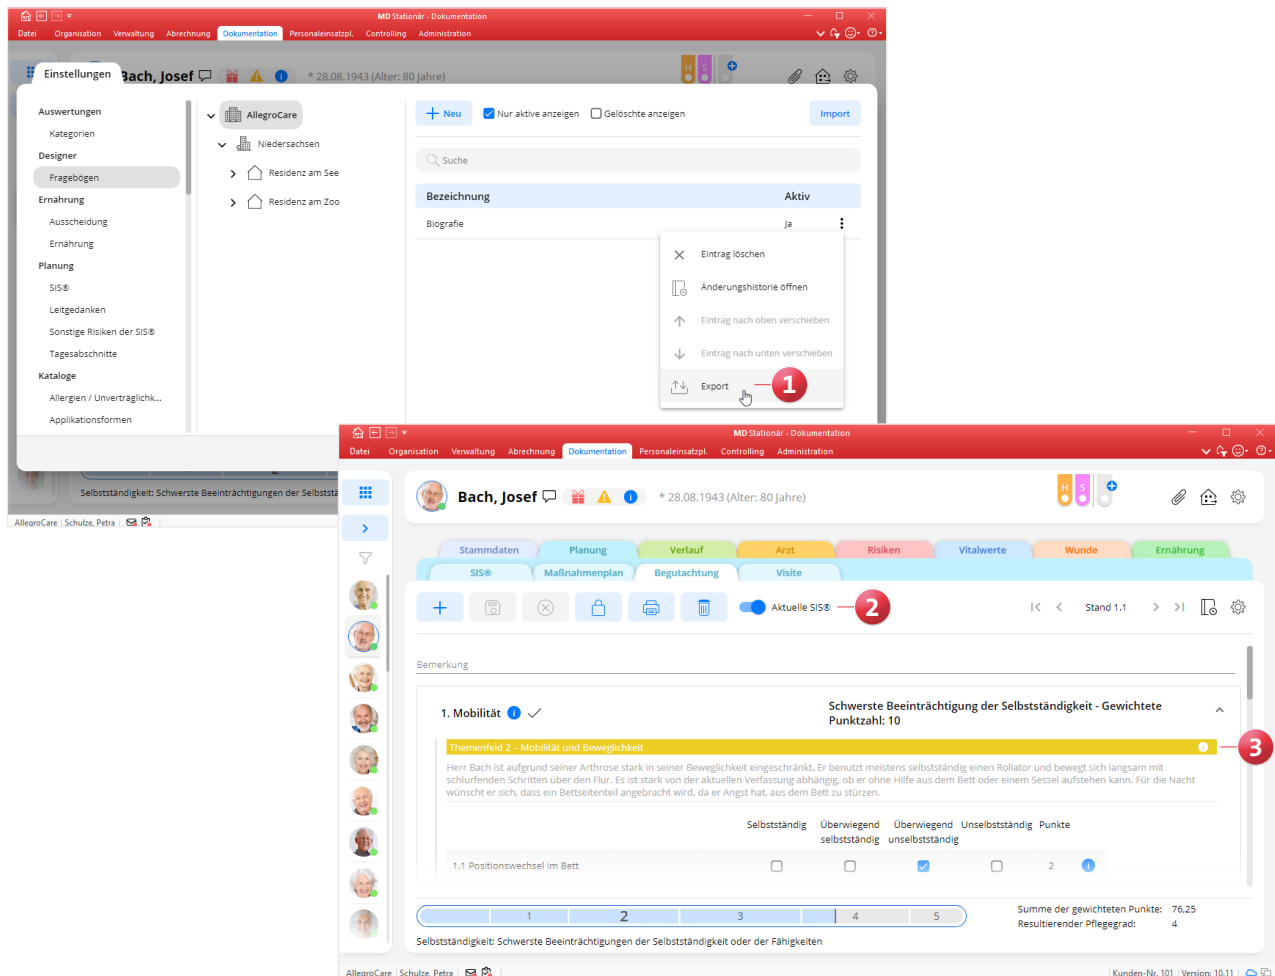 MD Stationär - Dokumentation
Datei Organisation Verwaltung Abrechnung Dokumentation Personaleinsatzpl. Controlling Administration
Einstellungen
Bach, Josef * 28.08.1943 (Alter: 80 Jahre)
H S
Auswertungen
Kategorien
Designer
Fragebögen
Ernährung
Ausscheidung
Ernährung
Planung
SIS®
Leitgedanken
Sonstige Risiken der SIS®
Tagesabschnitte
Kataloge
Allergien / Unverträglichk...
Applikationsformen
AllegroCare
Niedersachsen
Residenz am See
Residenz am Zoo
Neu Nur aktive anzeigen Gelöschte anzeigen Import
Suche
Bezeichnung Aktiv
Biografie Ja
Eintrag löschen
Änderungshistorie öffnen
Eintrag nach oben verschieben
Eintrag nach unten verschieben
Export 1
Selbstständigkeit: Schwerste Beeinträchtigungen der Selbststä
AllegroCare Schulze, Petra
MD Stationär - Dokumentation
Datei Organisation Verwaltung Abrechnung Dokumentation Personaleinsatzpl. Controlling Administration
Bach, Josef * 28.08.1943 (Alter: 80 Jahre)
H S
Stammdaten Planung Verlauf Arzt Risiken Vitalwerte Wunde Ernährung
SIS® Maßnahmenplan Begutachtung Visite
Aktuelle SIS® 2 Stand 1.1
Bemerkung
1. Mobilität Schwerste Beeinträchtigung der Selbstständigkeit - Gewichtete
Punktzahl: 10
Themenfeld 2 – Mobilität und Beweglichkeit 3
Herr Bach ist aufgrund seiner Arthrose stark in seiner Beweglichkeit eingeschränkt. Er benutzt meistens selbstständig einen Rollator und bewegt sich langsam mit
schlurfenden Schritten über den Flur. Es ist stark von der aktuellen Verfassung abhängig, ob er ohne Hilfe aus dem Bett oder einem Sessel aufstehen kann. Für die Nacht
wünscht er sich, dass ein Bettseitenteil angebracht wird, da er Angst hat, aus dem Bett zu stürzen.
Selbstständig Überwiegend Überwiegend Unselbstständig Punkte
selbstständig unselbstständig
1.1 Positionswechsel im Bett 2
1 2 3 4 5
Summe der gewichteten Punkte: 76,25
Resultierender Pflegegrad: 4
Selbstständigkeit: Schwerste Beeinträchtigungen der Selbstständigkeit oder der Fähigkeiten
AllegroCare Schulze, Petra Kunden-Nr. 101 Version: 10.11